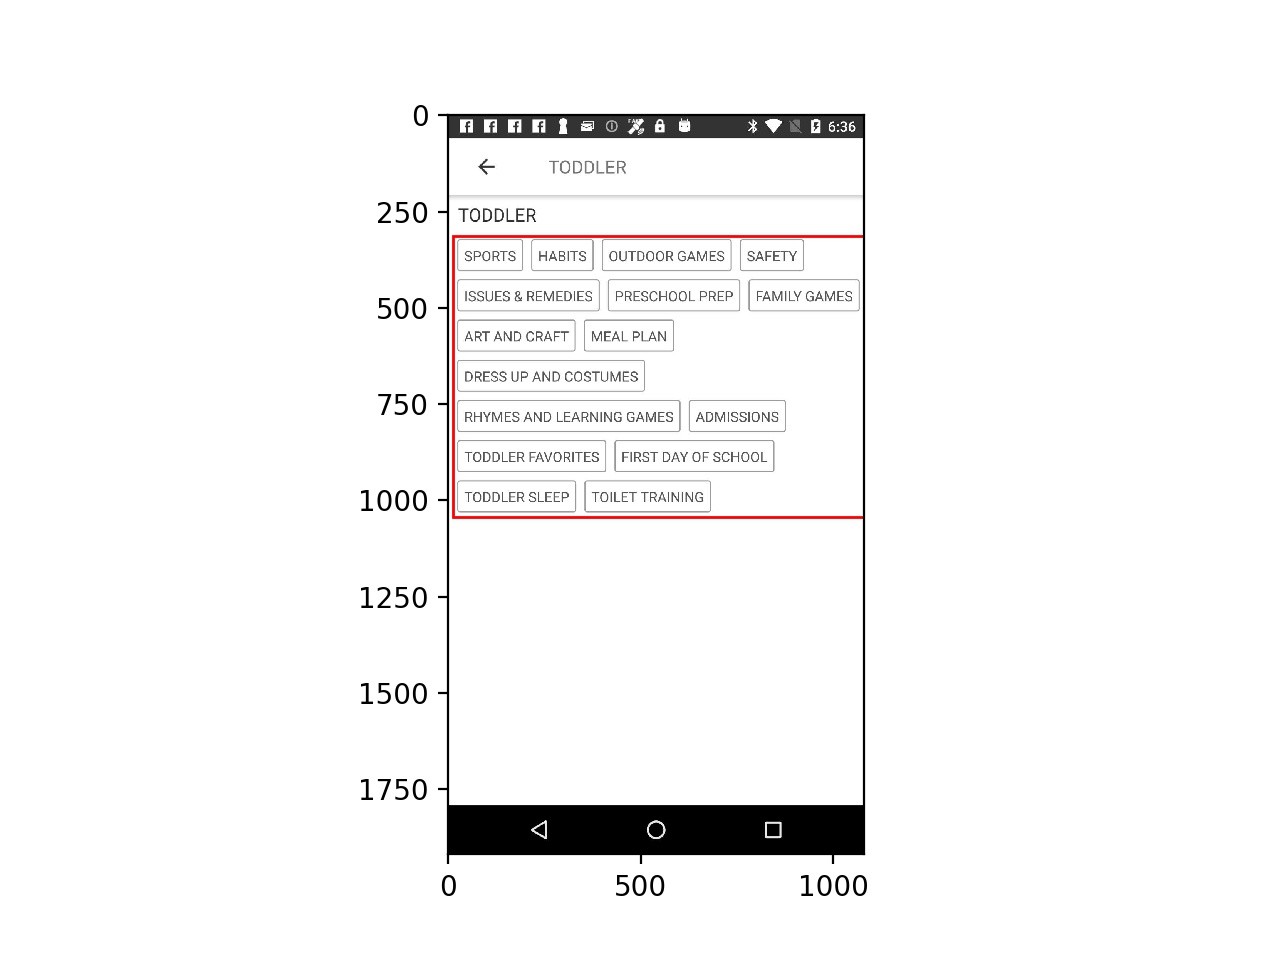 0
250
500
750
1000
1250
1500
1750
6:36
TODDLER
TODDLER
SPORTS HABITS OUTDOOR GAMES SAFETY
ISSUES & REMEDIES PRESCHOOL PREP FAMILY GAMES
ART AND CRAFT MEAL PLAN
DRESS UP AND COSTUMES
RHYMES AND LEARNING GAMES ADMISSIONS
TODDLER FAVORITES FIRST DAY OF SCHOOL
TODDLER SLEEP TOILET TRAINING
0 500 1000